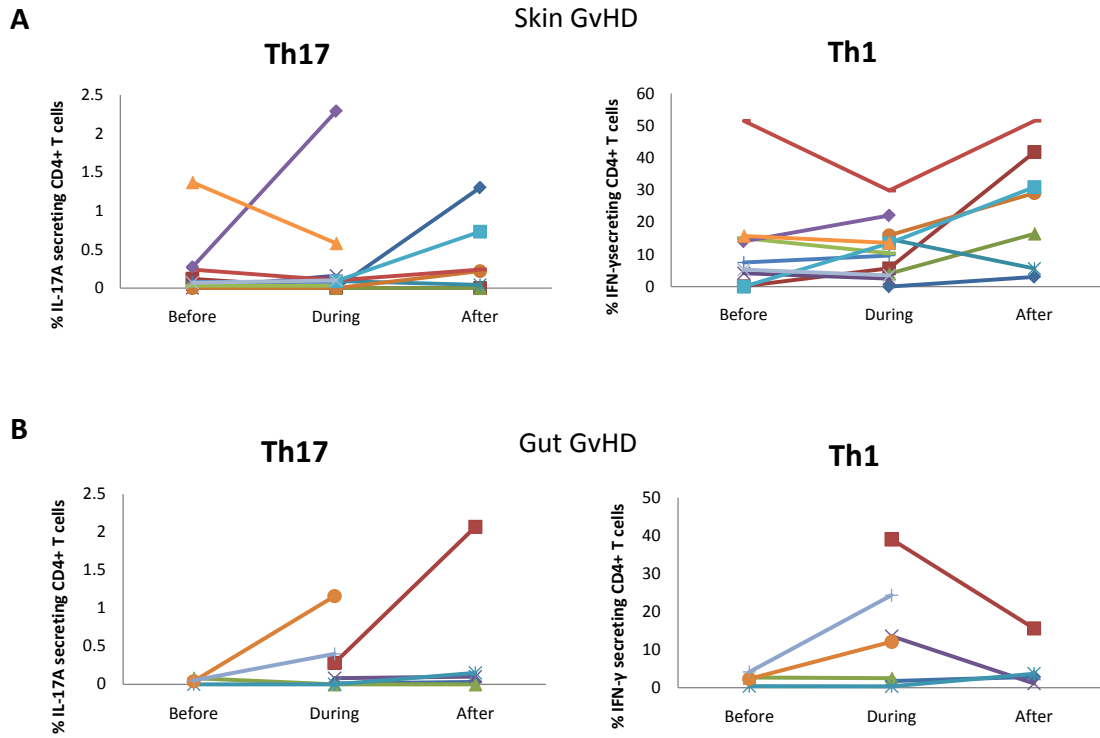 A
Skin GvHD
Th17
Th1
% IL-17A secreting CD4+ T cells
2.5
2
1.5
1
0.5
0
Before During After
% IFN-γsecreting CD4+ T cells
60
50
40
30
20
10
0
Before During After
B
Gut GvHD
Th17
Th1
% IL-17A secreting CD4+ T cells
2.5
2
1.5
1
0.5
0
Before During After
% IFN-γ secreting CD4+ T cells
50
40
30
20
10
0
Before During After